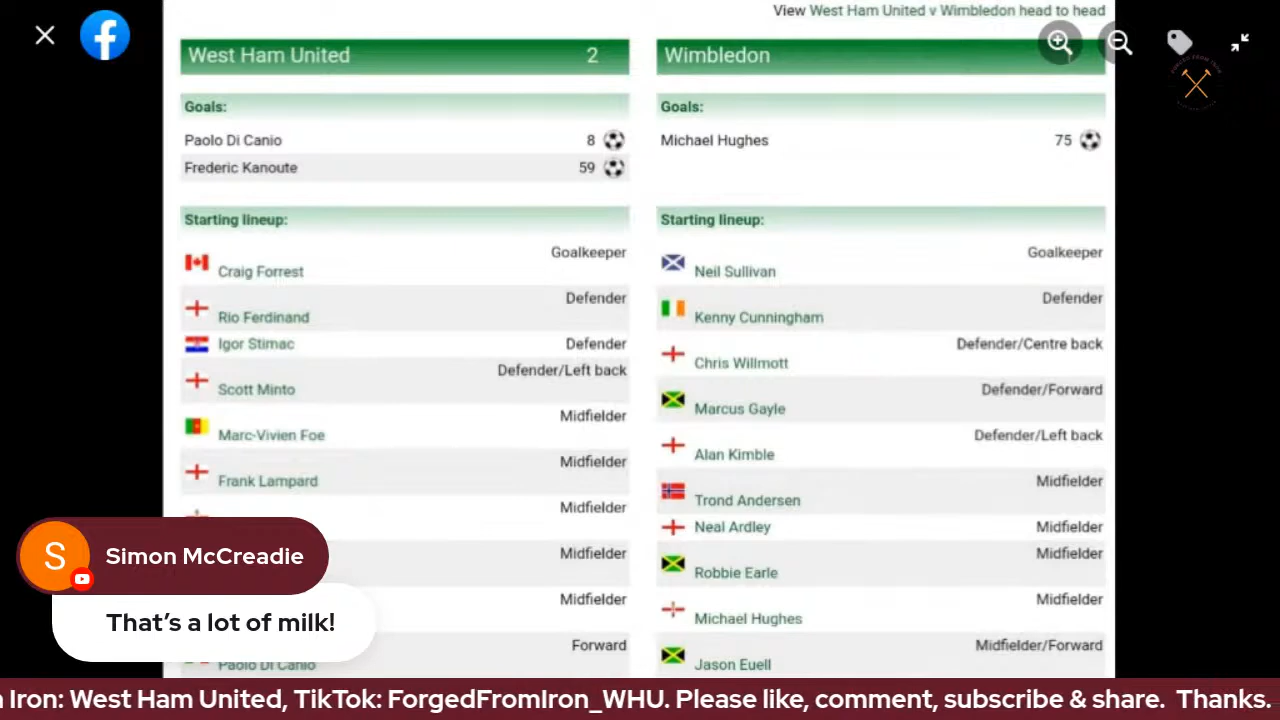 View West Ham United v Wimbledon head to head
West Ham United 2
Goals:
Paolo Di Canio 8
Frederic Kanoute 59
Starting lineup:
Goalkeeper
Craig Forrest
Defender
Rio Ferdinand
Igor Stimac Defender
Defender/Left back
Scott Minto
Midfielder
Marc-Vivien Foe
Midfielder
Frank Lampard
Midfielder
Midfielder
Midfielder
Forward
Paolo Di Canio
Wimbledon
Goals:
Michael Hughes 75
Starting lineup:
Goalkeeper
Neil Sullivan
Defender
Kenny Cunningham
Defender/Centre back
Chris Willmott
Defender/Forward
Marcus Gayle
Defender/Left back
Alan Kimble
Midfielder
Trond Andersen
Neal Ardley Midfielder
Midfielder
Robbie Earle
Midfielder
Michael Hughes
Midfielder/Forward
Jason Euell
S
Simon McCreadie
That's a lot of milk!
Iron: West Ham United, TikTok: ForgedFromIron_WHU. Please like, comment, subscribe & share. Thanks.